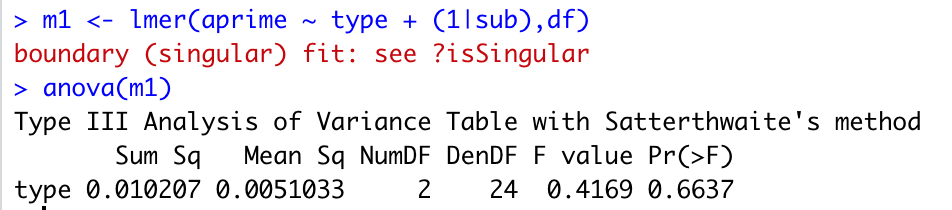 > m1 <- lmer(aprime ~ type + (1|sub),df)
boundary (singular) fit: see ?isSingular
> anova(m1)
Type III Analysis of Variance Table with Satterthwaite's method
       Sum Sq   Mean Sq NumDF DenDF F value Pr(>F)
type 0.010207 0.0051033     2    24  0.4169 0.6637